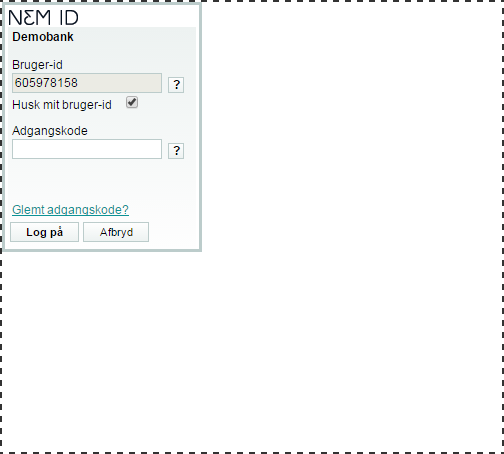 NEM ID
Demobank
Bruger-id
605978158 ?
Husk mit bruger-id
Adgangskode
?
Glemt adgangskode?
Log på Afbryd